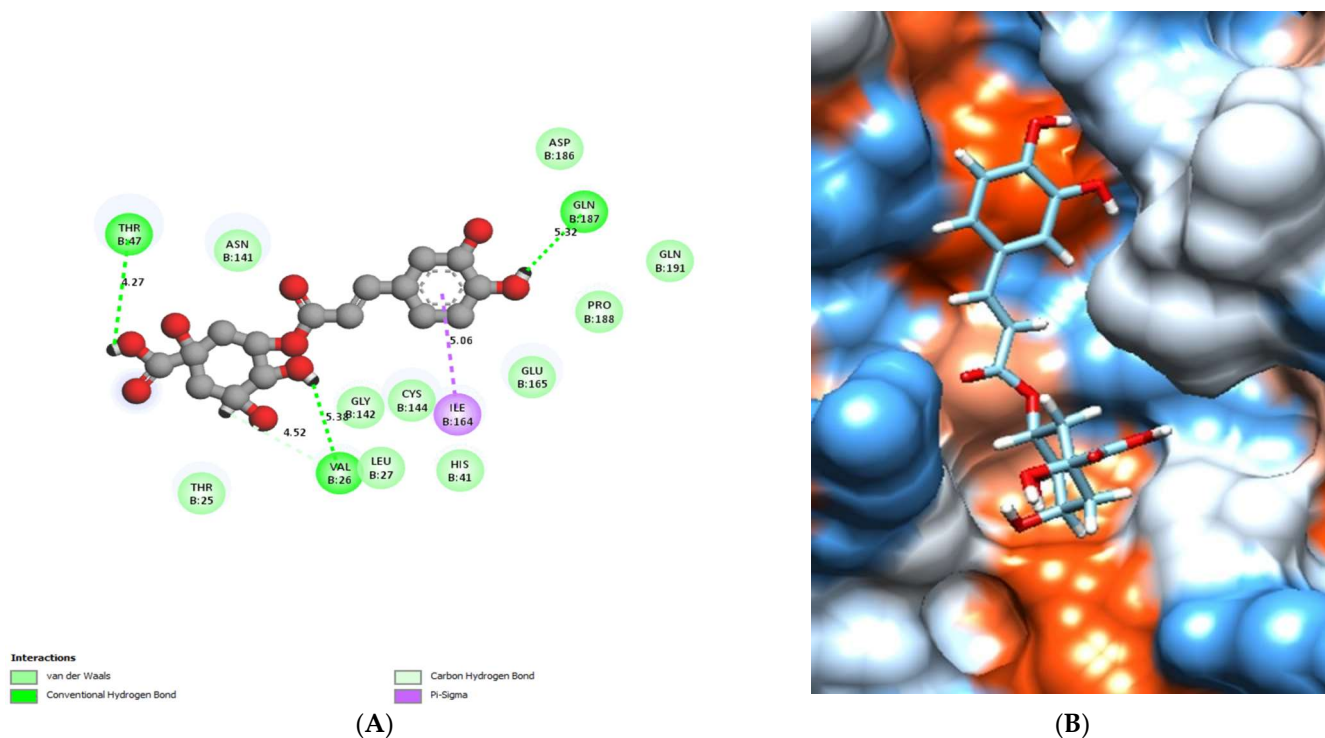 ASP
B:186
THR
B:47
GLN
B:187
5.32
ASN
B:141
GLN
B:191
4.27
PRO
B:188
5.06
GLU
B:165
GLY
B:142
CYS
B:144
ILE
B:164
5.38
4.52
VAL
B:26
LEU
B:27
HIS
B:41
THR
B:25
Interactions
van der Waals
Conventional Hydrogen Bond
Carbon Hydrogen Bond
Pi-Sigma
(A)
(B)